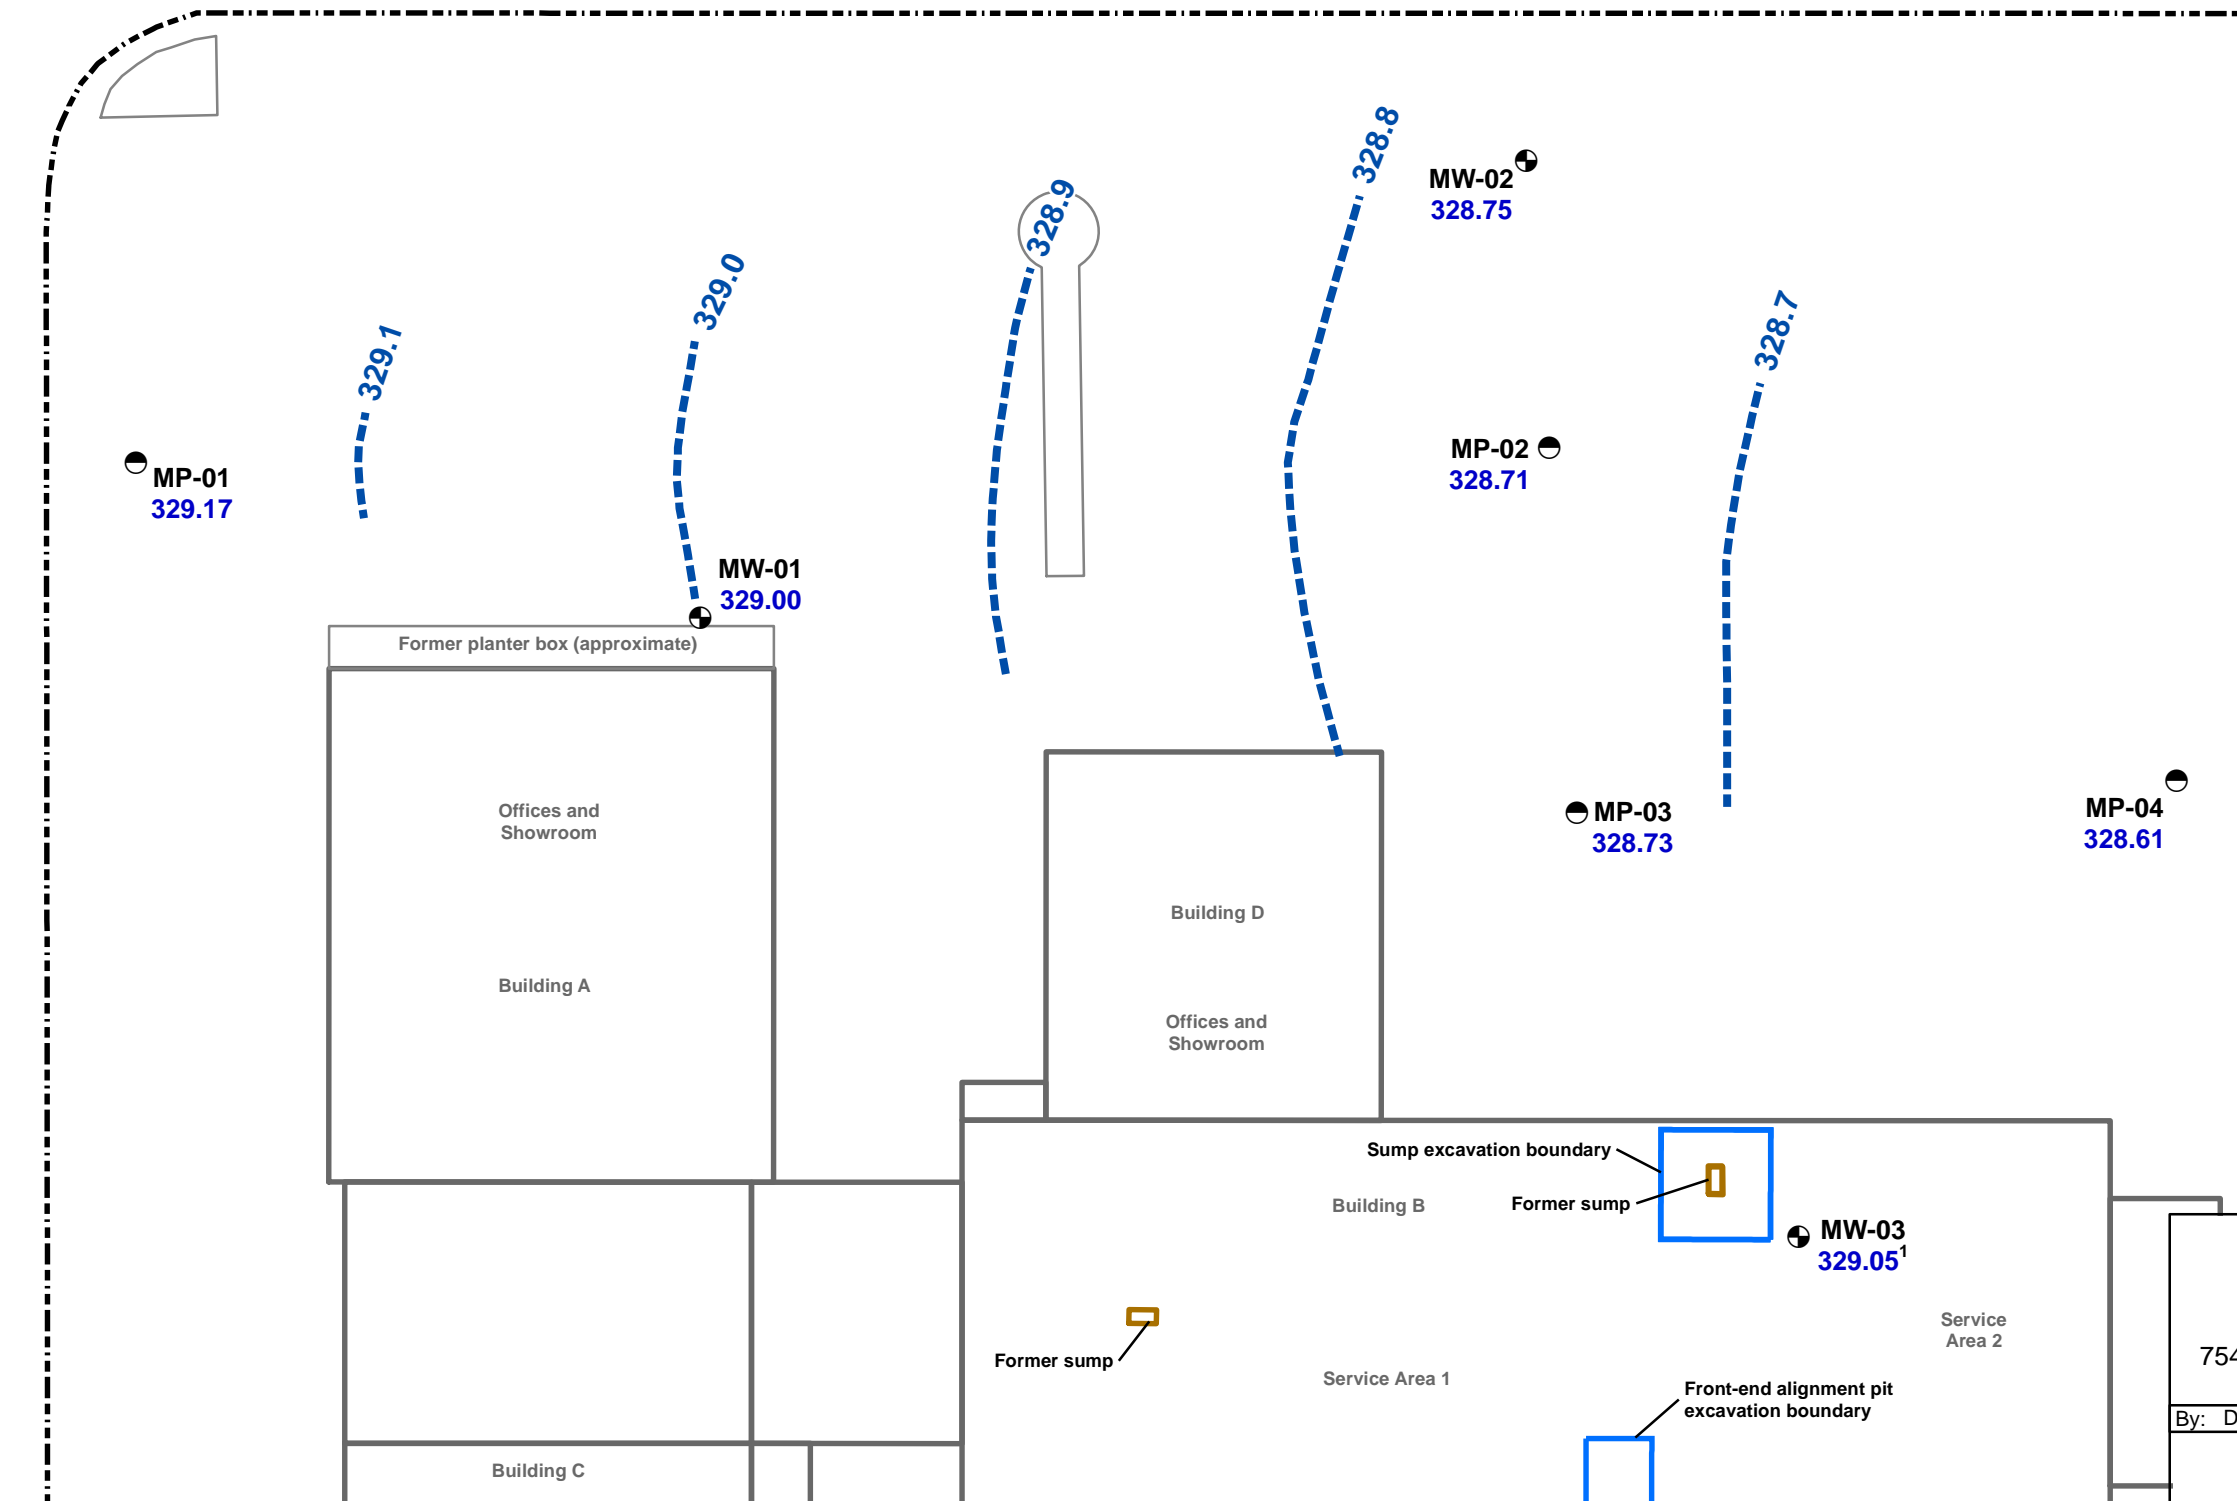 328.8
MW-02
328.75
328.9
329.0
328.7
329.1
MP-01
329.17
MP-02
328.71
MW-01
329.00
Former planter box (approximate)
MP-03
328.73
MP-04
328.61
Offices and
Showroom
Building A
Building D
Offices and
Showroom
Sump excavation boundary
Building B
Former sump
MW-03
329.05¹
Former sump
Service Area 1
Service
Area 2
Front-end alignment pit
excavation boundary
Building C
754
By: D